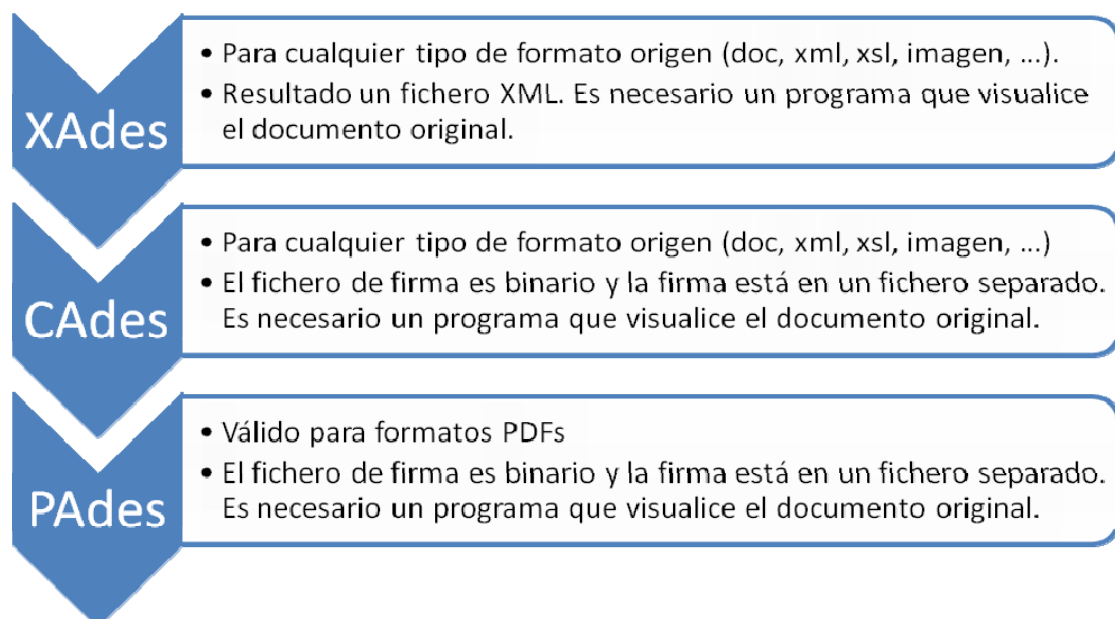 XAdes
• Para cualquier tipo de formato origen (doc, xml, xsl, imagen, ...).
• Resultado un fichero XML. Es necesario un programa que visualice
el documento original.
CAdes
• Para cualquier tipo de formato origen (doc, xml, xsl, imagen, ...)
• El fichero de firma es binario y la firma está en un fichero separado.
Es necesario un programa que visualice el documento original.
PAdes
• Válido para formatos PDFs
• El fichero de firma es binario y la firma está en un fichero separado.
Es necesario un programa que visualice el documento original.